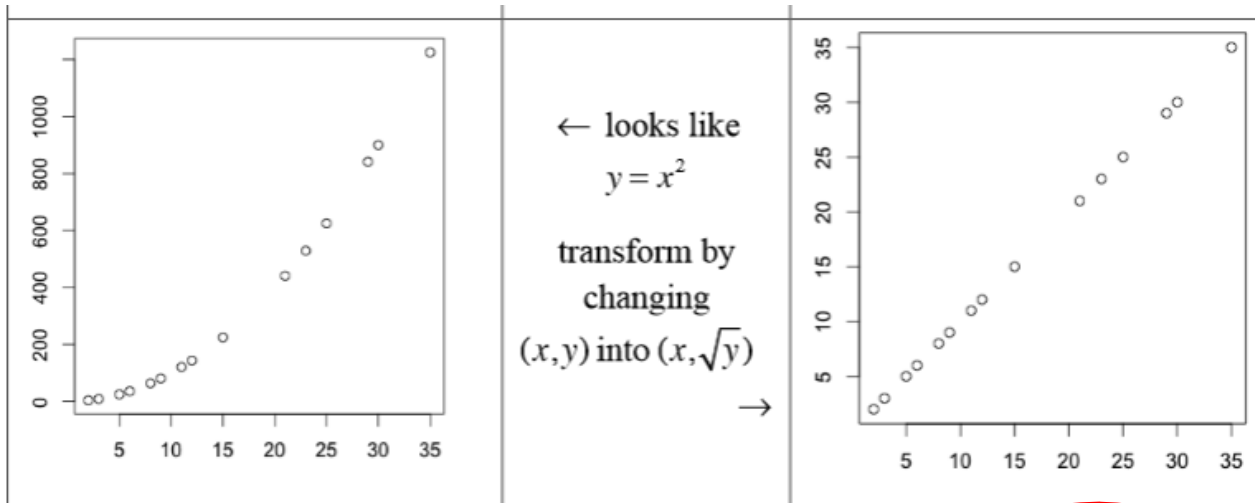 1000
800
600
400
200
0
5 10 15 20 25 30 35
← looks like
y = x²
transform by
changing
(x, y) into (x, √y)
→
35
30
25
20
15
10
5
5 10 15 20 25 30 35